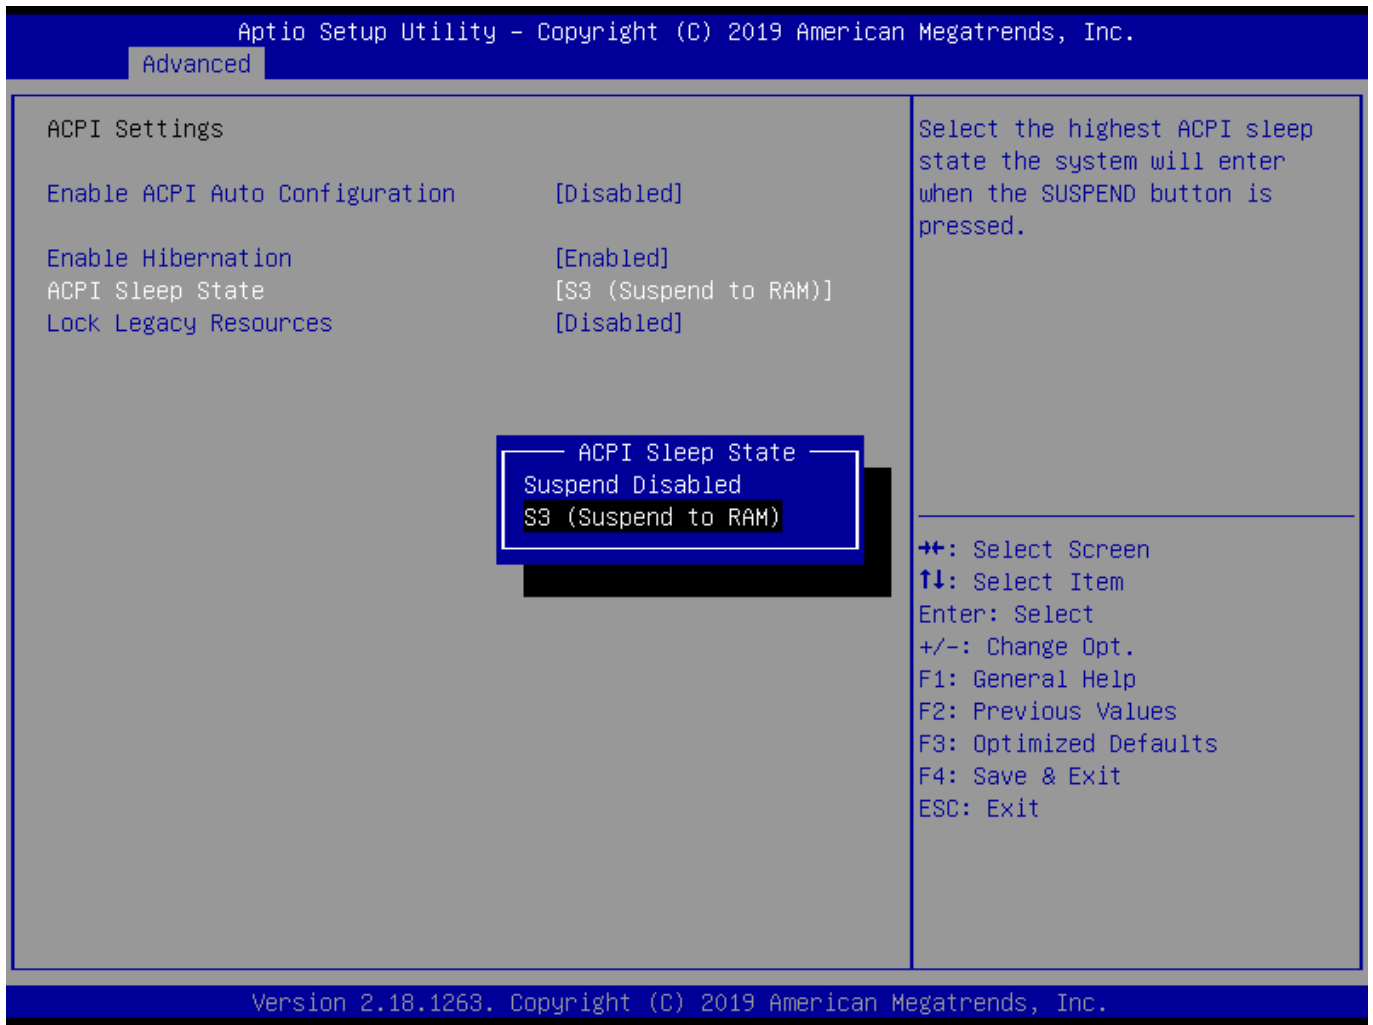 Aptio Setup Utility – Copyright (C) 2019 American Megatrends, Inc.
Advanced
ACPI Settings
Enable ACPI Auto Configuration [Disabled]
Enable Hibernation [Enabled]
ACPI Sleep State [S3 (Suspend to RAM)]
Lock Legacy Resources [Disabled]
ACPI Sleep State
Suspend Disabled
S3 (Suspend to RAM)
Select the highest ACPI sleep
state the system will enter
when the SUSPEND button is
pressed.
→←: Select Screen
↑↓: Select Item
Enter: Select
+/-: Change Opt.
F1: General Help
F2: Previous Values
F3: Optimized Defaults
F4: Save & Exit
ESC: Exit
Version 2.18.1263. Copyright (C) 2019 American Megatrends, Inc.